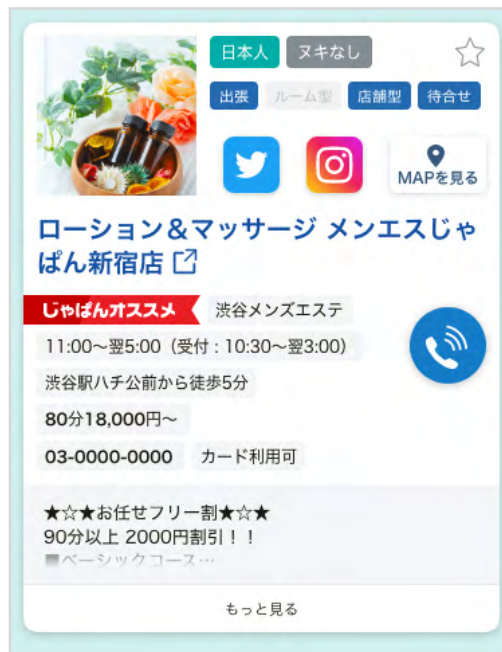 日本人 ヌキなし
出張 ルーム型 店舗型 待合せ
MAPを見る
ローション＆マッサージ メンエスじゃ
ぱん新宿店
じゃぱんオススメ 渋谷メンズエステ
11:00〜翌5:00（受付 : 10:30〜翌3:00）
渋谷駅ハチ公前から徒歩5分
80分18,000円〜
03-0000-0000 カード利用可
★☆★お任せフリー割★☆★
90分以上 2000円割引！！
■ベーシックコース…
もっと見る